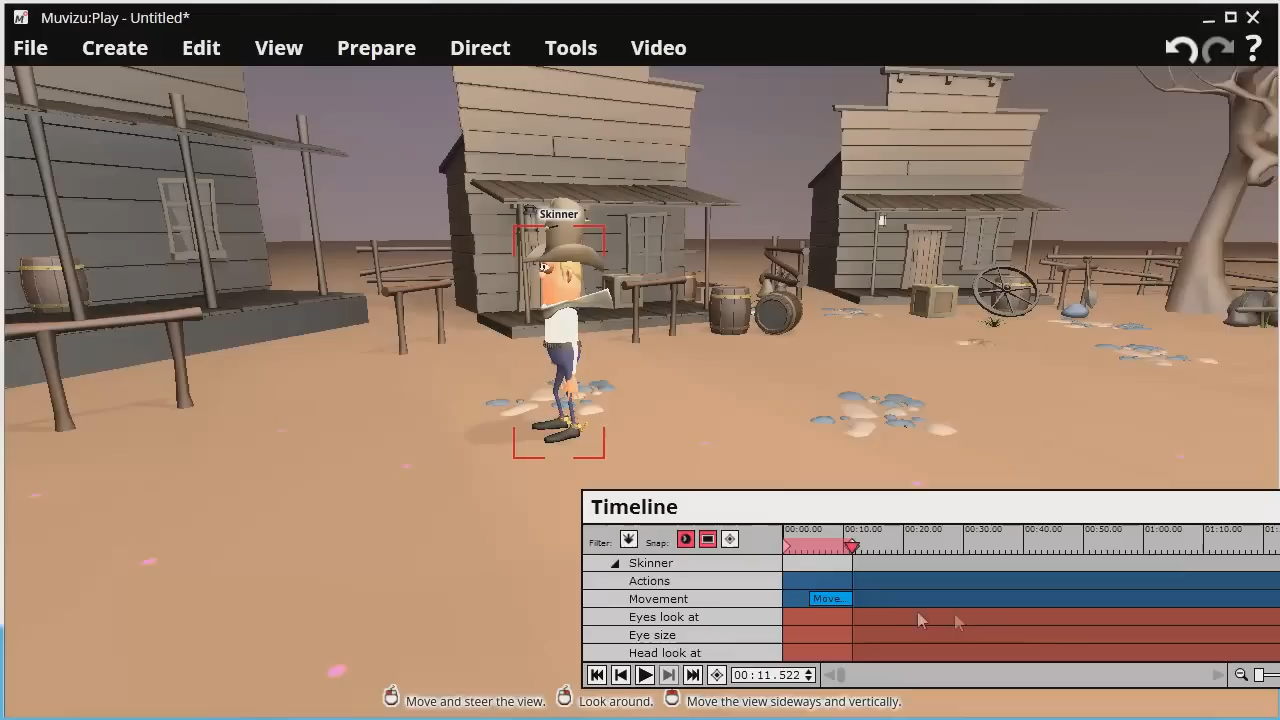 Muvizu:Play - Untitled*
File Create Edit View Prepare Direct Tools Video ?
Skinner
Timeline
Filter: Snap: 00:00.00 00:10.00 00:20.00 00:30.00 00:40.00 00:50.00 01:00.00 01:10.00
Skinner
Actions
Movement Move...
Eyes look at
Eye size
Head look at
00:11.522
Move and steer the view. Look around. Move the view sideways and vertically.